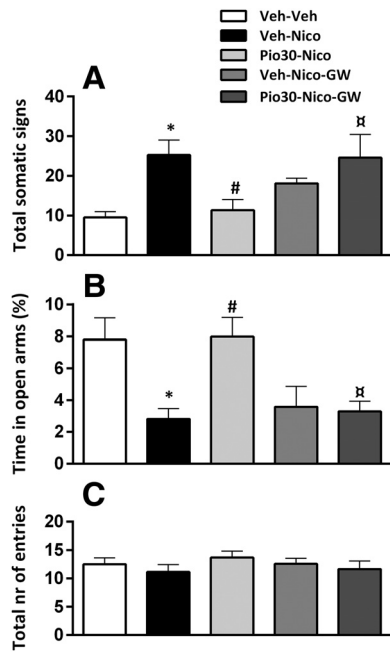 Veh-Veh
Veh-Nico
Pio30-Nico
Veh-Nico-GW
Pio30-Nico-GW
A
Total somatic signs
40
30
20
10
0
*
#
¤
B
Time in open arms (%)
10
8
6
4
2
0
*
#
¤
C
Total nr of entries
20
15
10
5
0